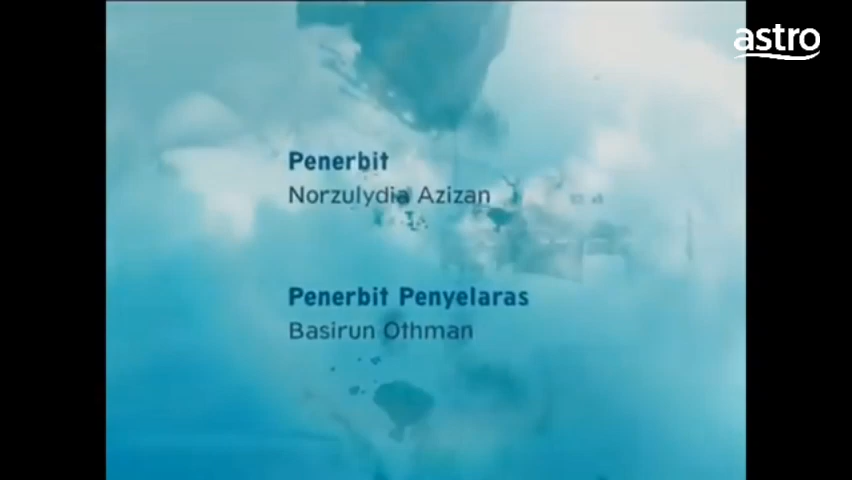 astro
Penerbit
Norzulydia Azizan
Penerbit Penyelaras
Basirun Othman